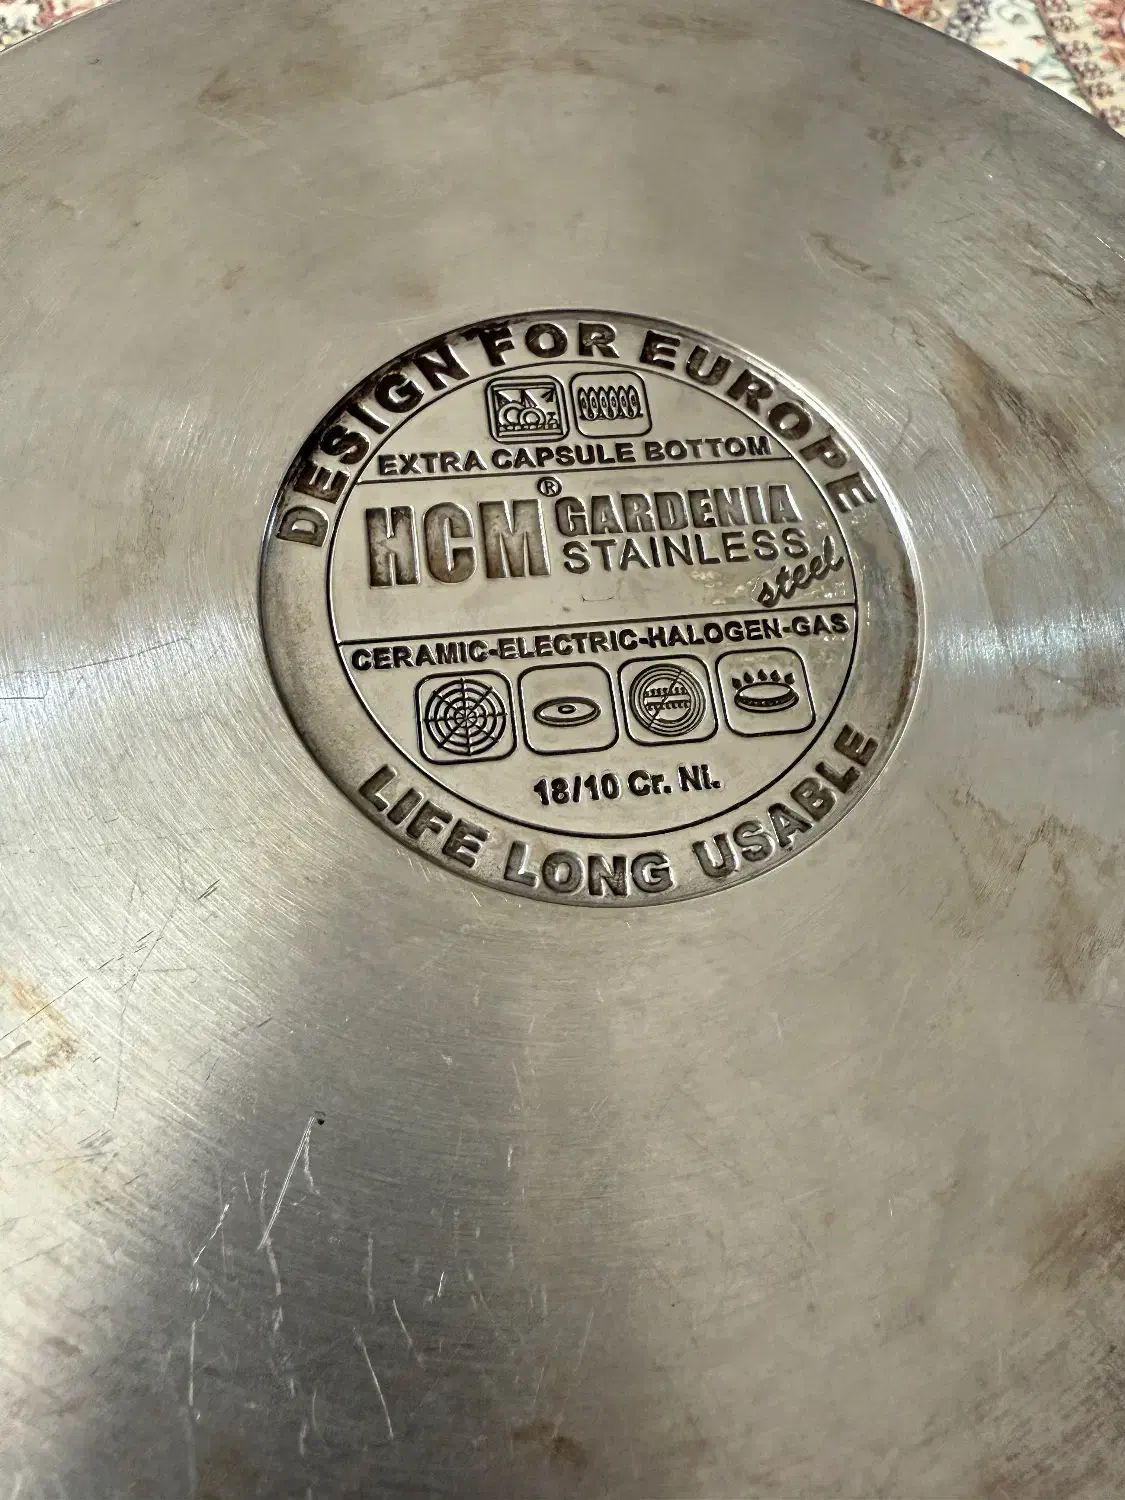 DESIGN FOR EUROPE
EXTRA CAPSULE BOTTOM
HCM® GARDENIA
STAINLESS
steel
CERAMIC-ELECTRIC-HALOGEN-GAS
18/10 Cr. Ni.
LIFE LONG USABLE